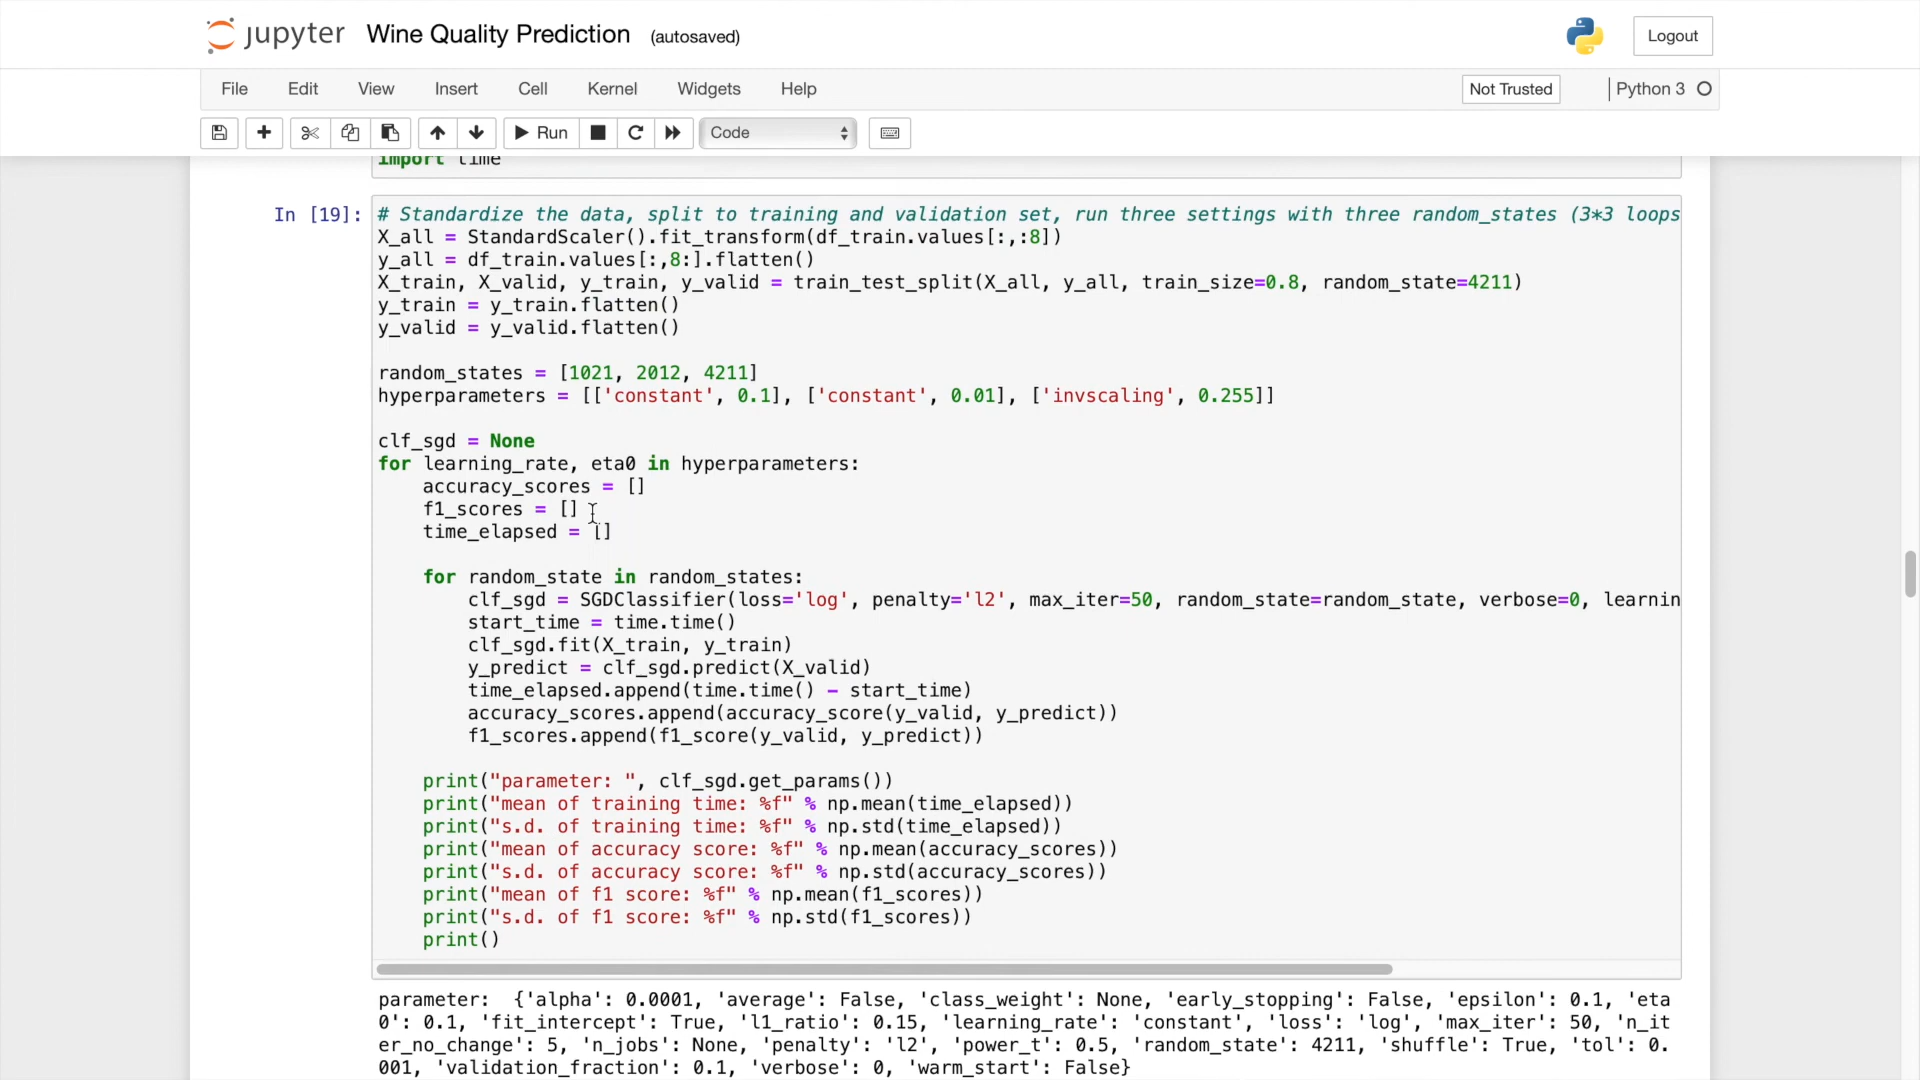 jupyter Wine Quality Prediction (autosaved) Logout
File Edit View Insert Cell Kernel Widgets Help Not Trusted Python 3
Run Code
import time
In [19]: # Standardize the data, split to training and validation set, run three settings with three random_states (3*3 loops
X_all = StandardScaler().fit_transform(df_train.values[:,:8])
y_all = df_train.values[:,8:].flatten()
X_train, X_valid, y_train, y_valid = train_test_split(X_all, y_all, train_size=0.8, random_state=4211)
y_train = y_train.flatten()
y_valid = y_valid.flatten()
random_states = [1021, 2012, 4211]
hyperparameters = [['constant', 0.1], ['constant', 0.01], ['invscaling', 0.255]]
clf_sgd = None
for learning_rate, eta0 in hyperparameters:
accuracy_scores = []
f1_scores = []
time_elapsed = []
for random_state in random_states:
clf_sgd = SGDClassifier(loss='log', penalty='l2', max_iter=50, random_state=random_state, verbose=0, learnin
start_time = time.time()
clf_sgd.fit(X_train, y_train)
y_predict = clf_sgd.predict(X_valid)
time_elapsed.append(time.time() - start_time)
accuracy_scores.append(accuracy_score(y_valid, y_predict))
f1_scores.append(f1_score(y_valid, y_predict))
print("parameter: ", clf_sgd.get_params())
print("mean of training time: %f" % np.mean(time_elapsed))
print("s.d. of training time: %f" % np.std(time_elapsed))
print("mean of accuracy score: %f" % np.mean(accuracy_scores))
print("s.d. of accuracy score: %f" % np.std(accuracy_scores))
print("mean of f1 score: %f" % np.mean(f1_scores))
print("s.d. of f1 score: %f" % np.std(f1_scores))
print()
parameter:  {'alpha': 0.0001, 'average': False, 'class_weight': None, 'early_stopping': False, 'epsilon': 0.1, 'eta
0': 0.1, 'fit_intercept': True, 'l1_ratio': 0.15, 'learning_rate': 'constant', 'loss': 'log', 'max_iter': 50, 'n_it
er_no_change': 5, 'n_jobs': None, 'penalty': 'l2', 'power_t': 0.5, 'random_state': 4211, 'shuffle': True, 'tol': 0.
001, 'validation_fraction': 0.1, 'verbose': 0, 'warm_start': False}